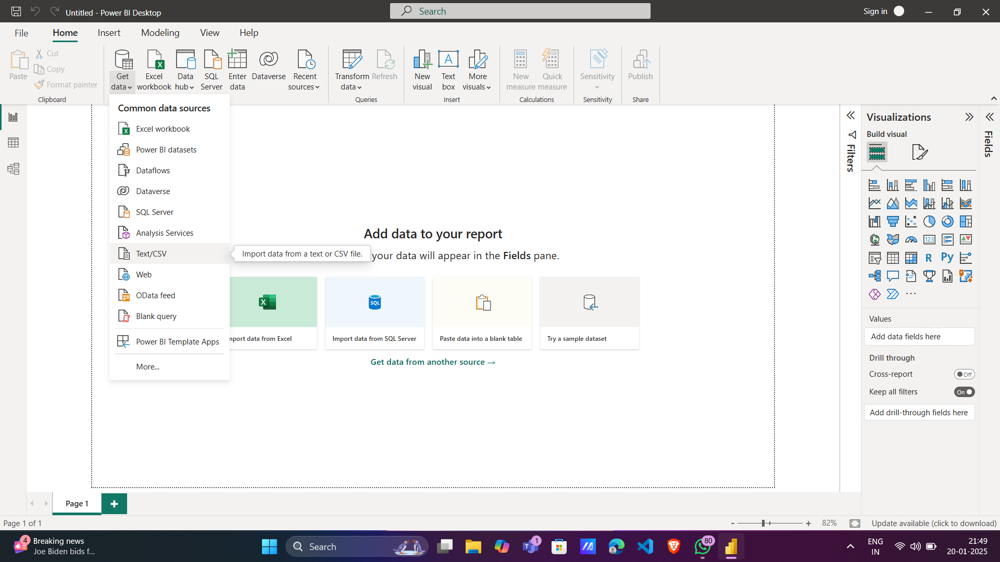 Untitled - Power BI Desktop
Search
Sign in
File
Home
Insert
Modeling
View
Help
Paste
Cut
Copy
Format painter
Clipboard
Get
data
Excel
workbook
Data
hub
SQL
Server
Enter
data
Dataverse
Recent
sources
Transform
data
Refresh
Queries
New
visual
Text
box
More
visuals
Insert
New
measure
Quick
measure
Calculations
Sensitivity
Sensitivity
Publish
Share
Common data sources
Excel workbook
Power BI datasets
Dataflows
Dataverse
SQL Server
Analysis Services
Text/CSV
Web
OData feed
Blank query
Power BI Template Apps
More...
Import data from a text or CSV file.
Add data to your report
your data will appear in the Fields pane.
SQL
mport data from Excel
Import data from SQL Server
Paste data into a blank table
Try a sample dataset
Get data from another source →
Filters
Visualizations
Build visual
123
R
Py
...
Values
Add data fields here
Drill through
Cross-report
Off
Keep all filters
On
Add drill-through fields here
Fields
Page 1
Page 1 of 1
- + 82%
Update available (click to download)
4
Breaking news
Joe Biden bids f...
Search
1
80
ENG
IN
21:49
20-01-2025